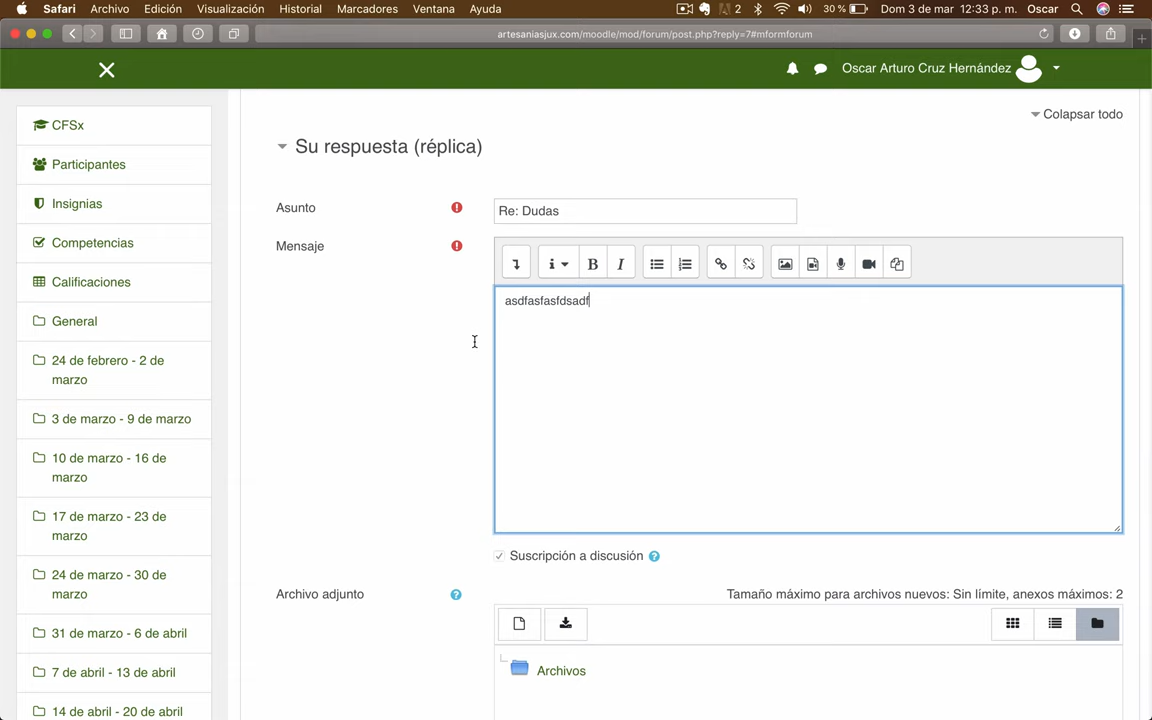 Safari Archivo Edición Visualización Historial Marcadores Ventana Ayuda 2 30 % Dom 3 de mar 12:33 p. m. Oscar
artesaniasjux.com/moodle/mod/forum/post.php?reply=7#mformforum
Oscar Arturo Cruz Hernández
CFSx
Participantes
Insignias
Competencias
Calificaciones
General
24 de febrero - 2 de
marzo
3 de marzo - 9 de marzo
10 de marzo - 16 de
marzo
17 de marzo - 23 de
marzo
24 de marzo - 30 de
marzo
31 de marzo - 6 de abril
7 de abril - 13 de abril
14 de abril - 20 de abril
Colapsar todo
Su respuesta (réplica)
Asunto
Re: Dudas
Mensaje
B I
asdfasfasfdsadf
Suscripción a discusión
Archivo adjunto
Tamaño máximo para archivos nuevos: Sin límite, anexos máximos: 2
Archivos